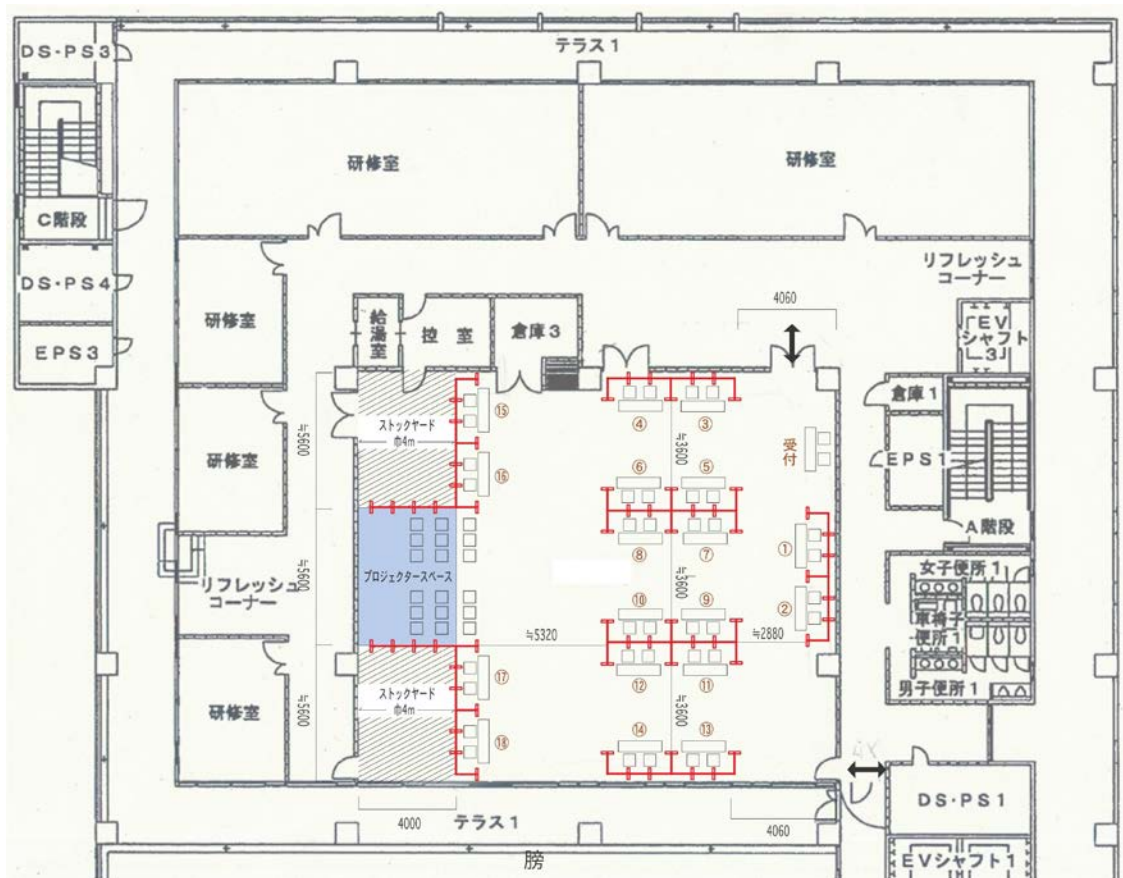 テラス1
DS・PS3
研修室
研修室
C階段
リフレッシュ
コーナー
DS・PS4
4060
研修室
給湯室
控室
倉庫3
EV
シャフト
3
EPS3
倉庫1
⑮
④
③
ストックヤード
巾4m
≒5600
≒3600
受付
研修室
EPS1
⑯
⑥
⑤
A階段
⑧
⑦
①
女子便所1
プロジェクタースペース
≒5600
≒3600
リフレッシュ
コーナー
②
車椅子
便所1
⑩
⑨
≒5320
≒2880
⑫
⑪
男子便所1
⑰
ストックヤード
巾4m
≒5600
≒3600
研修室
⑱
⑭
⑬
DS・PS1
4000
テラス1
4060
膀
EVシャフト1